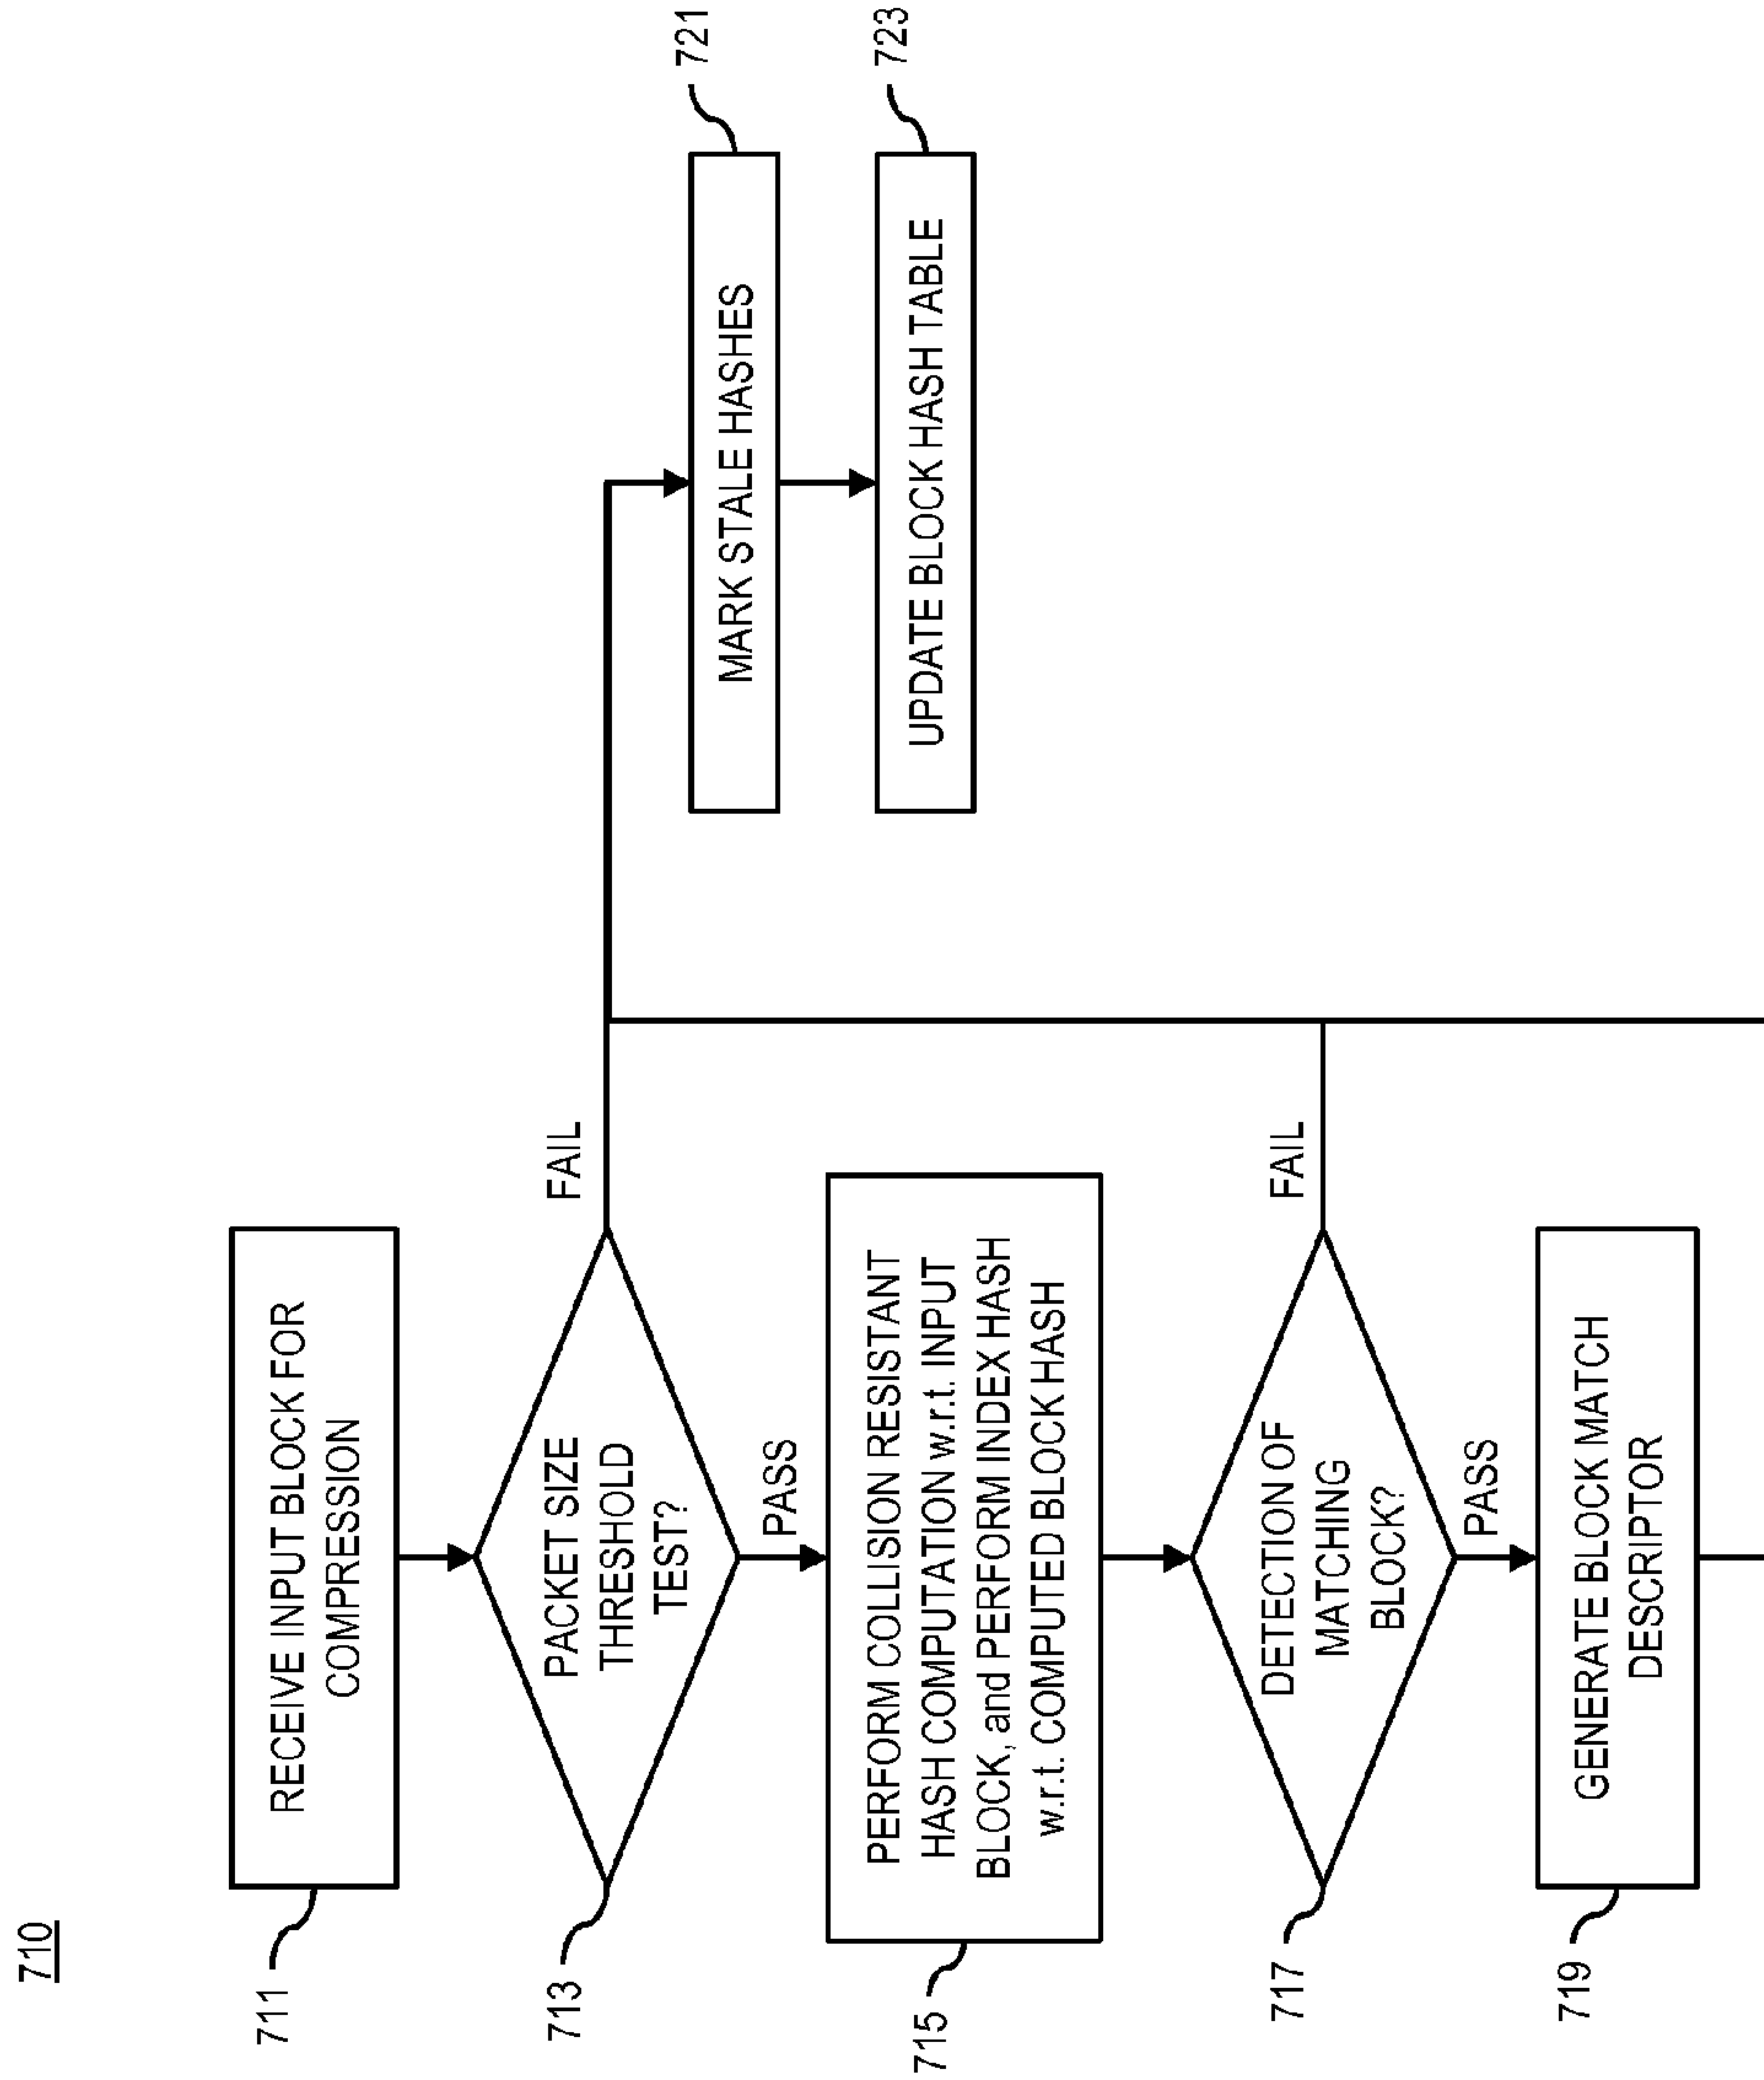 710
711
RECEIVE INPUT BLOCK FOR
COMPRESSION
713
PACKET SIZE
THRESHOLD
TEST?
FAIL
PASS
715
PERFORM COLLISION RESISTANT
HASH COMPUTATION w.r.t. INPUT
BLOCK, and PERFORM INDEX HASH
w.r.t. COMPUTED BLOCK HASH
717
DETECTION OF
MATCHING
BLOCK?
FAIL
PASS
719
GENERATE BLOCK MATCH
DESCRIPTOR
MARK STALE HASHES
721
UPDATE BLOCK HASH TABLE
723